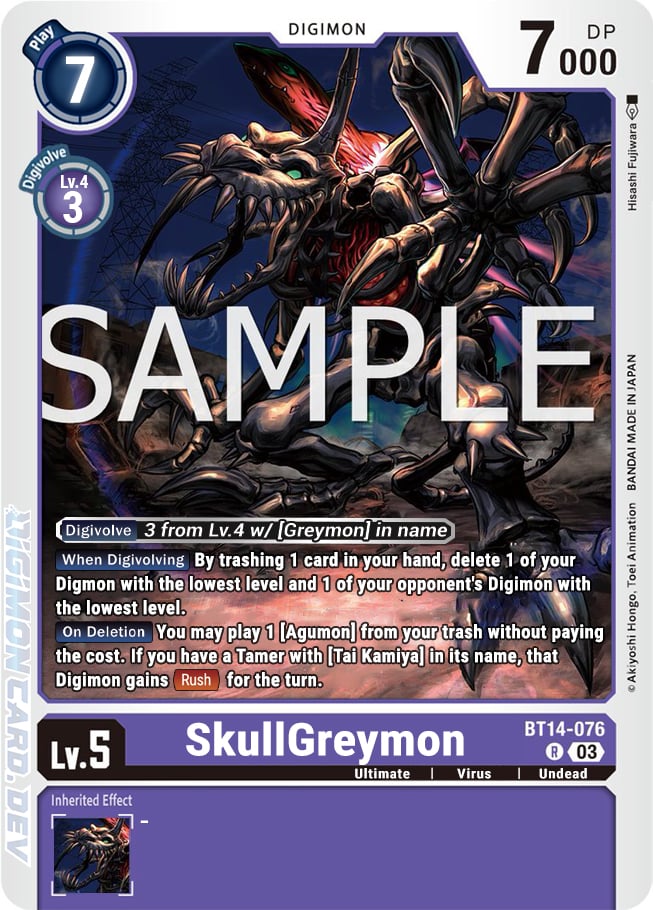 DIGIMON
Play
7
7000
DP
Digivolve
Lv.4
3
Hisashi Fujiwara
SAMPLE
Digivolve 3 from Lv.4 w/ [Greymon] in name
When Digivolving By trashing 1 card in your hand, delete 1 of your
Digmon with the lowest level and 1 of your opponent's Digimon with
the lowest level.
On Deletion You may play 1 [Agumon] from your trash without paying
the cost. If you have a Tamer with [Tai Kamiya] in its name, that
Digimon gains Rush for the turn.
© Akiyoshi Hongo, Toei Animation BANDAI MADE IN JAPAN
DIGIMON CARD.DEV
Lv.5
SkullGreymon
BT14-076
R 03
Ultimate | Virus | Undead
Inherited Effect
-